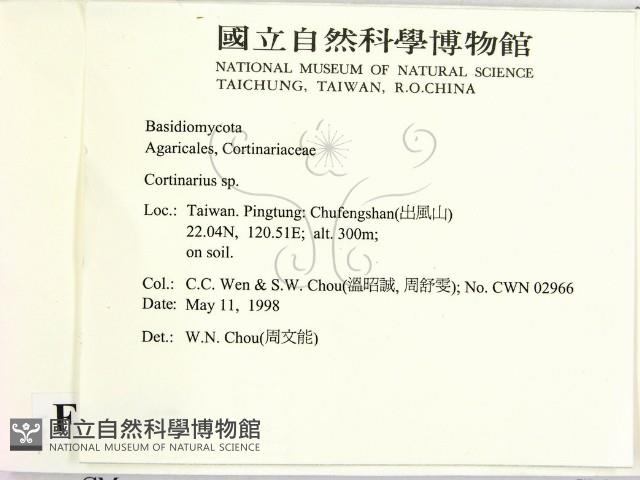 國立自然科學博物館
NATIONAL MUSEUM OF NATURAL SCIENCE
TAICHUNG, TAIWAN, R.O.CHINA
Basidiomycota
Agaricales, Cortinariaceae
Cortinarius sp.
Loc.: Taiwan. Pingtung: Chufengshan(出風山)
22.04N, 120.51E; alt. 300m;
on soil.
Col.: C.C. Wen & S.W. Chou(溫昭誠, 周舒雯); No. CWN 02966
Date: May 11, 1998
Det.: W.N. Chou(周文能)
F
國立自然科學博物館
NATIONAL MUSEUM OF NATURAL SCIENCE